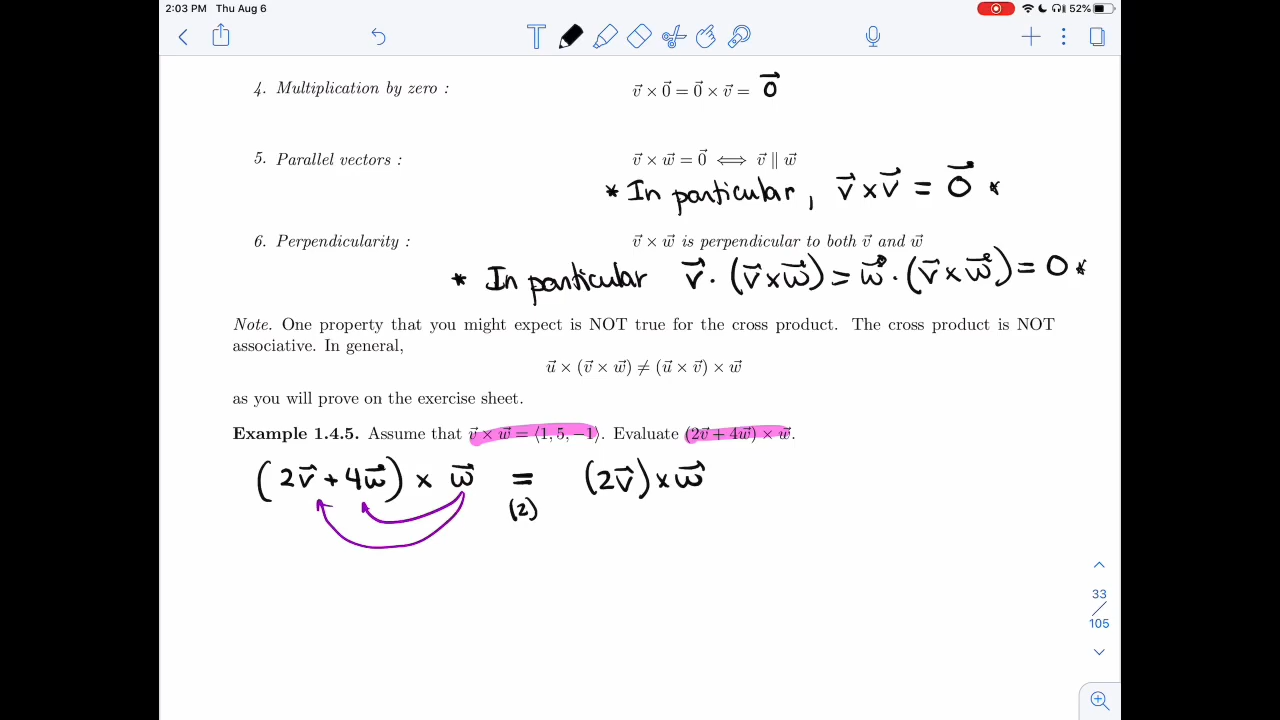 2:03 PM Thu Aug 6 52%
4. Multiplication by zero : v⃗ × 0⃗ = 0⃗ × v⃗ = 0⃗
5. Parallel vectors : v⃗ × w⃗ = 0⃗ ⟺ v⃗ ∥ w⃗
* In particular, v⃗ × v⃗ = 0⃗ *
6. Perpendicularity : v⃗ × w⃗ is perpendicular to both v⃗ and w⃗
* In particular v⃗ · (v⃗ × w⃗) = w⃗ · (v⃗ × w⃗) = 0 *
Note. One property that you might expect is NOT true for the cross product. The cross product is NOT
associative. In general,
u⃗ × (v⃗ × w⃗) ≠ (u⃗ × v⃗) × w⃗
as you will prove on the exercise sheet.
Example 1.4.5. Assume that v⃗ × w⃗ = ⟨1, 5, −1⟩. Evaluate (2v⃗ + 4w⃗) × w⃗.
(2v⃗ + 4w⃗) × w⃗ = (2v⃗) × w⃗
(2)
33
105